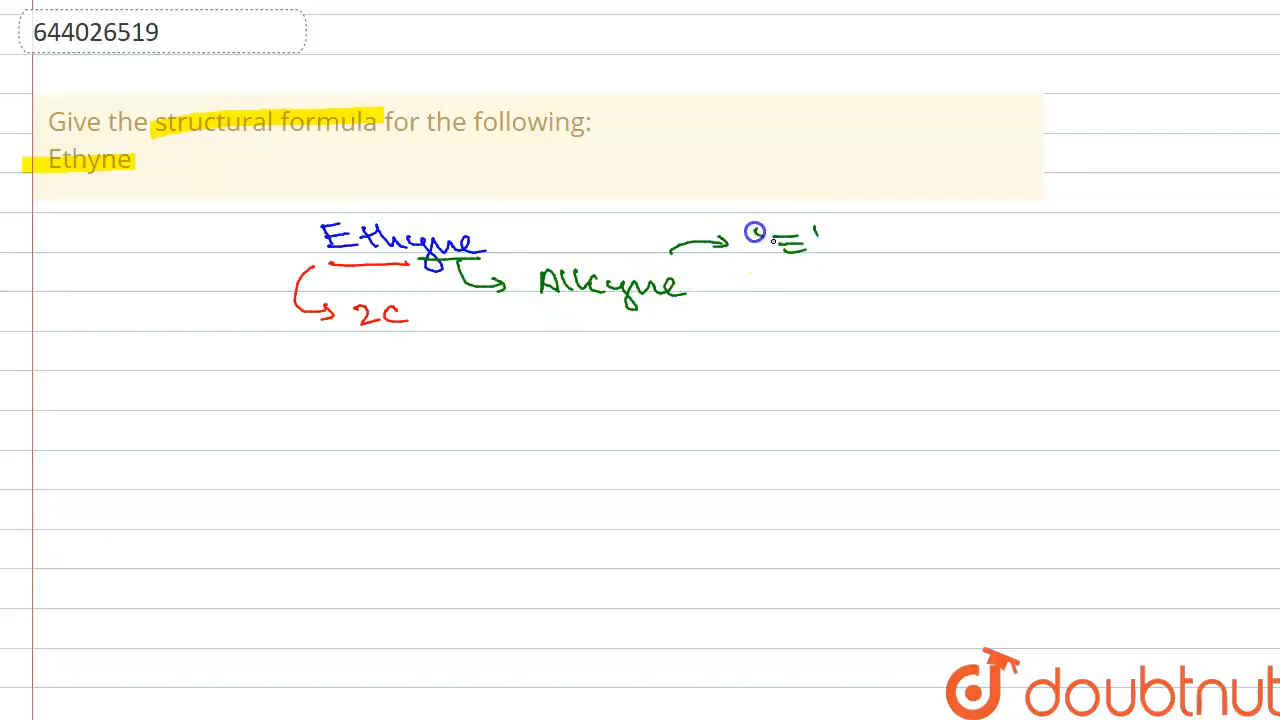 644026519
Give the structural formula for the following:
Ethyne
Ethyne
Alkyne
"≡"
2C
doubtnut